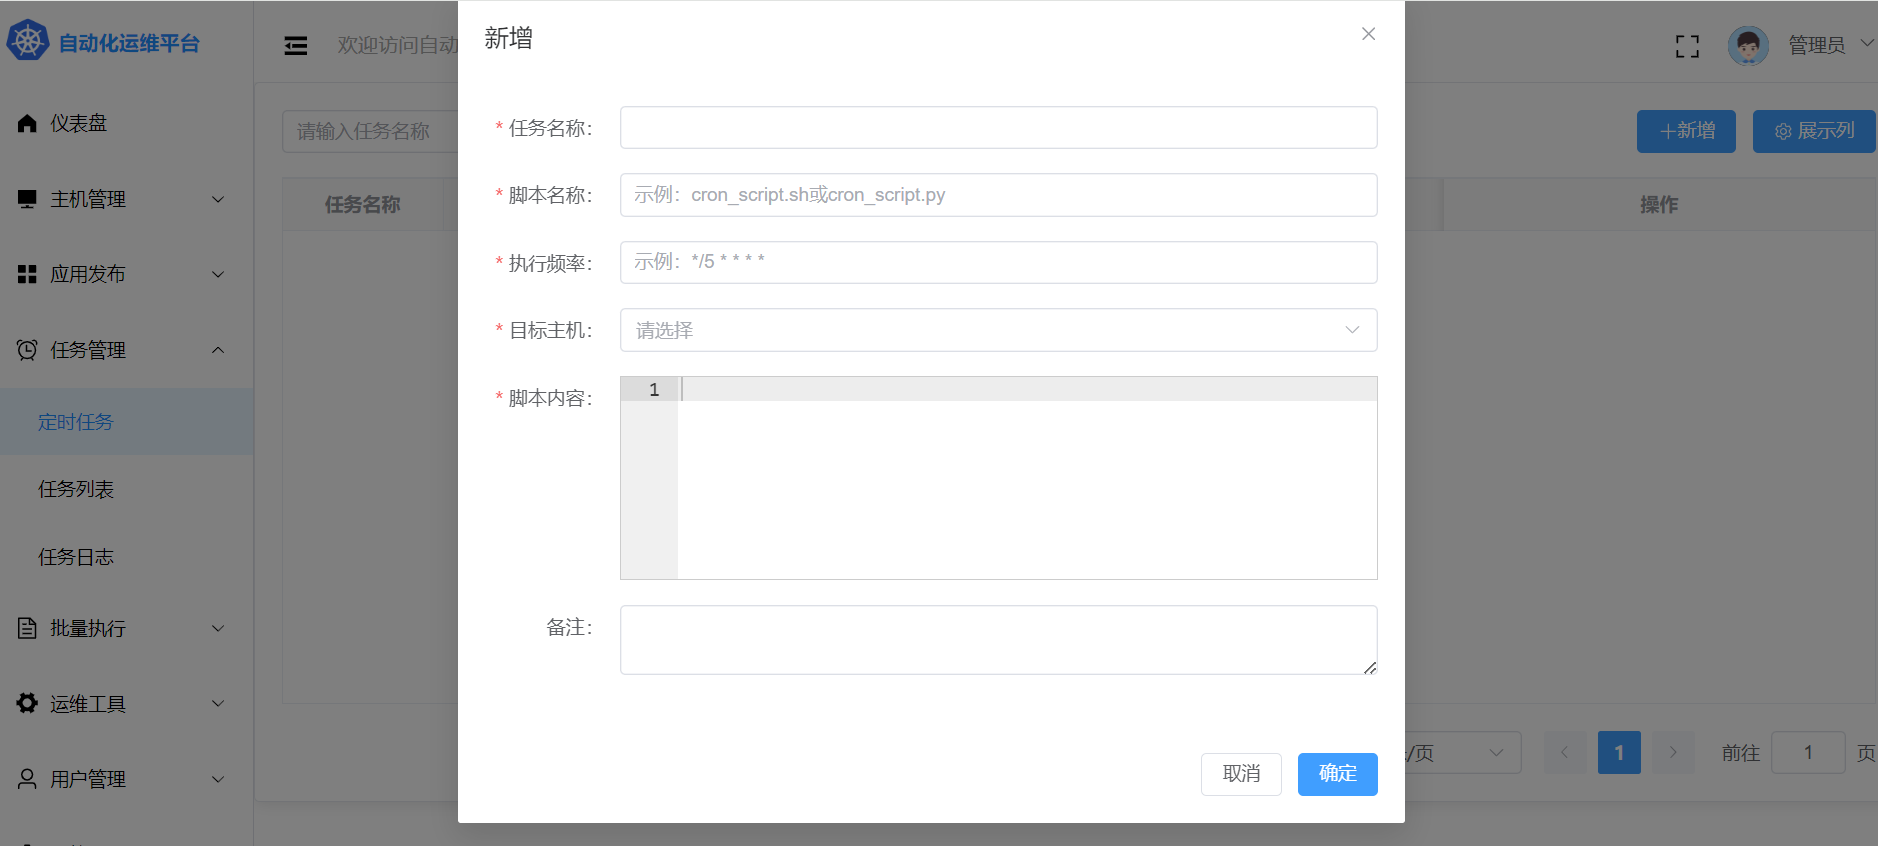 自动化运维平台
仪表盘
主机管理
应用发布
任务管理
定时任务
任务列表
任务日志
批量执行
运维工具
用户管理
欢迎访问自动
管理员
请输入任务名称
+新增
展示列
任务名称
操作
新增
* 任务名称：
* 脚本名称：
示例：cron_script.sh或cron_script.py
* 执行频率：
示例：*/5 * * * *
* 目标主机：
请选择
* 脚本内容：
1
备注：
取消
确定
/页
1
前往
1
页